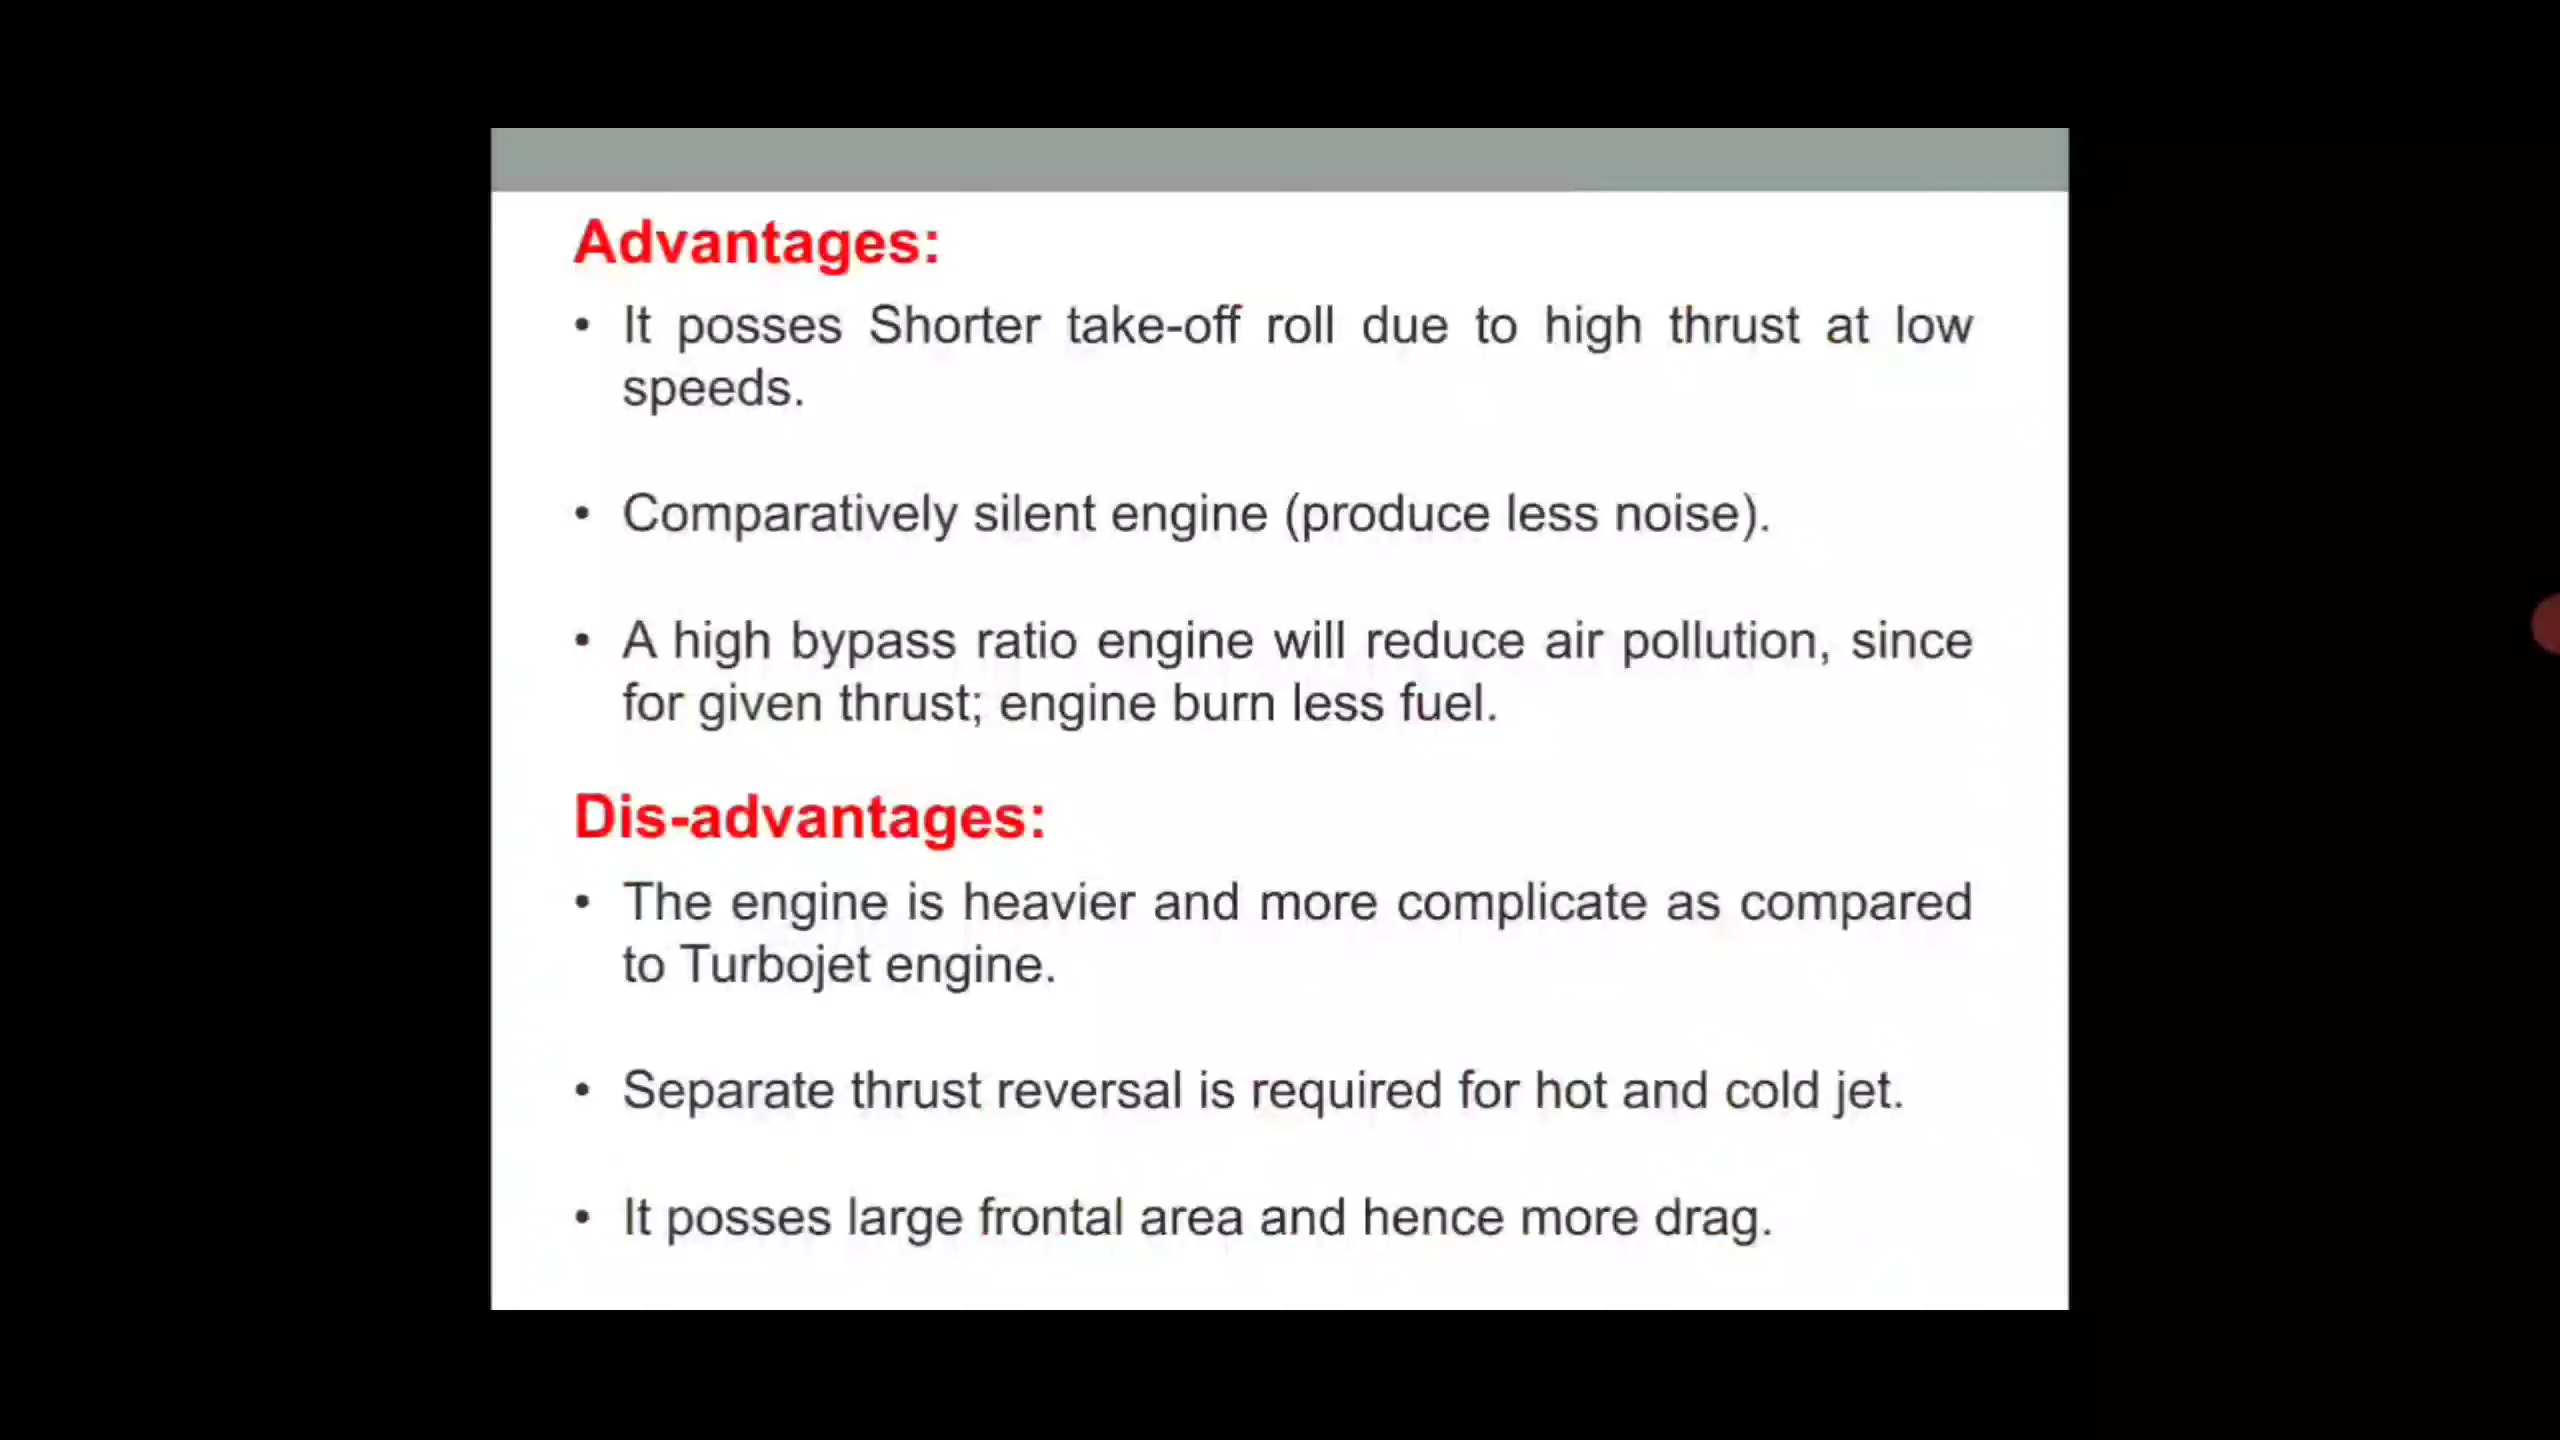 Advantages:
• It posses Shorter take-off roll due to high thrust at low
speeds.
• Comparatively silent engine (produce less noise).
• A high bypass ratio engine will reduce air pollution, since
for given thrust; engine burn less fuel.
Dis-advantages:
• The engine is heavier and more complicate as compared
to Turbojet engine.
• Separate thrust reversal is required for hot and cold jet.
• It posses large frontal area and hence more drag.